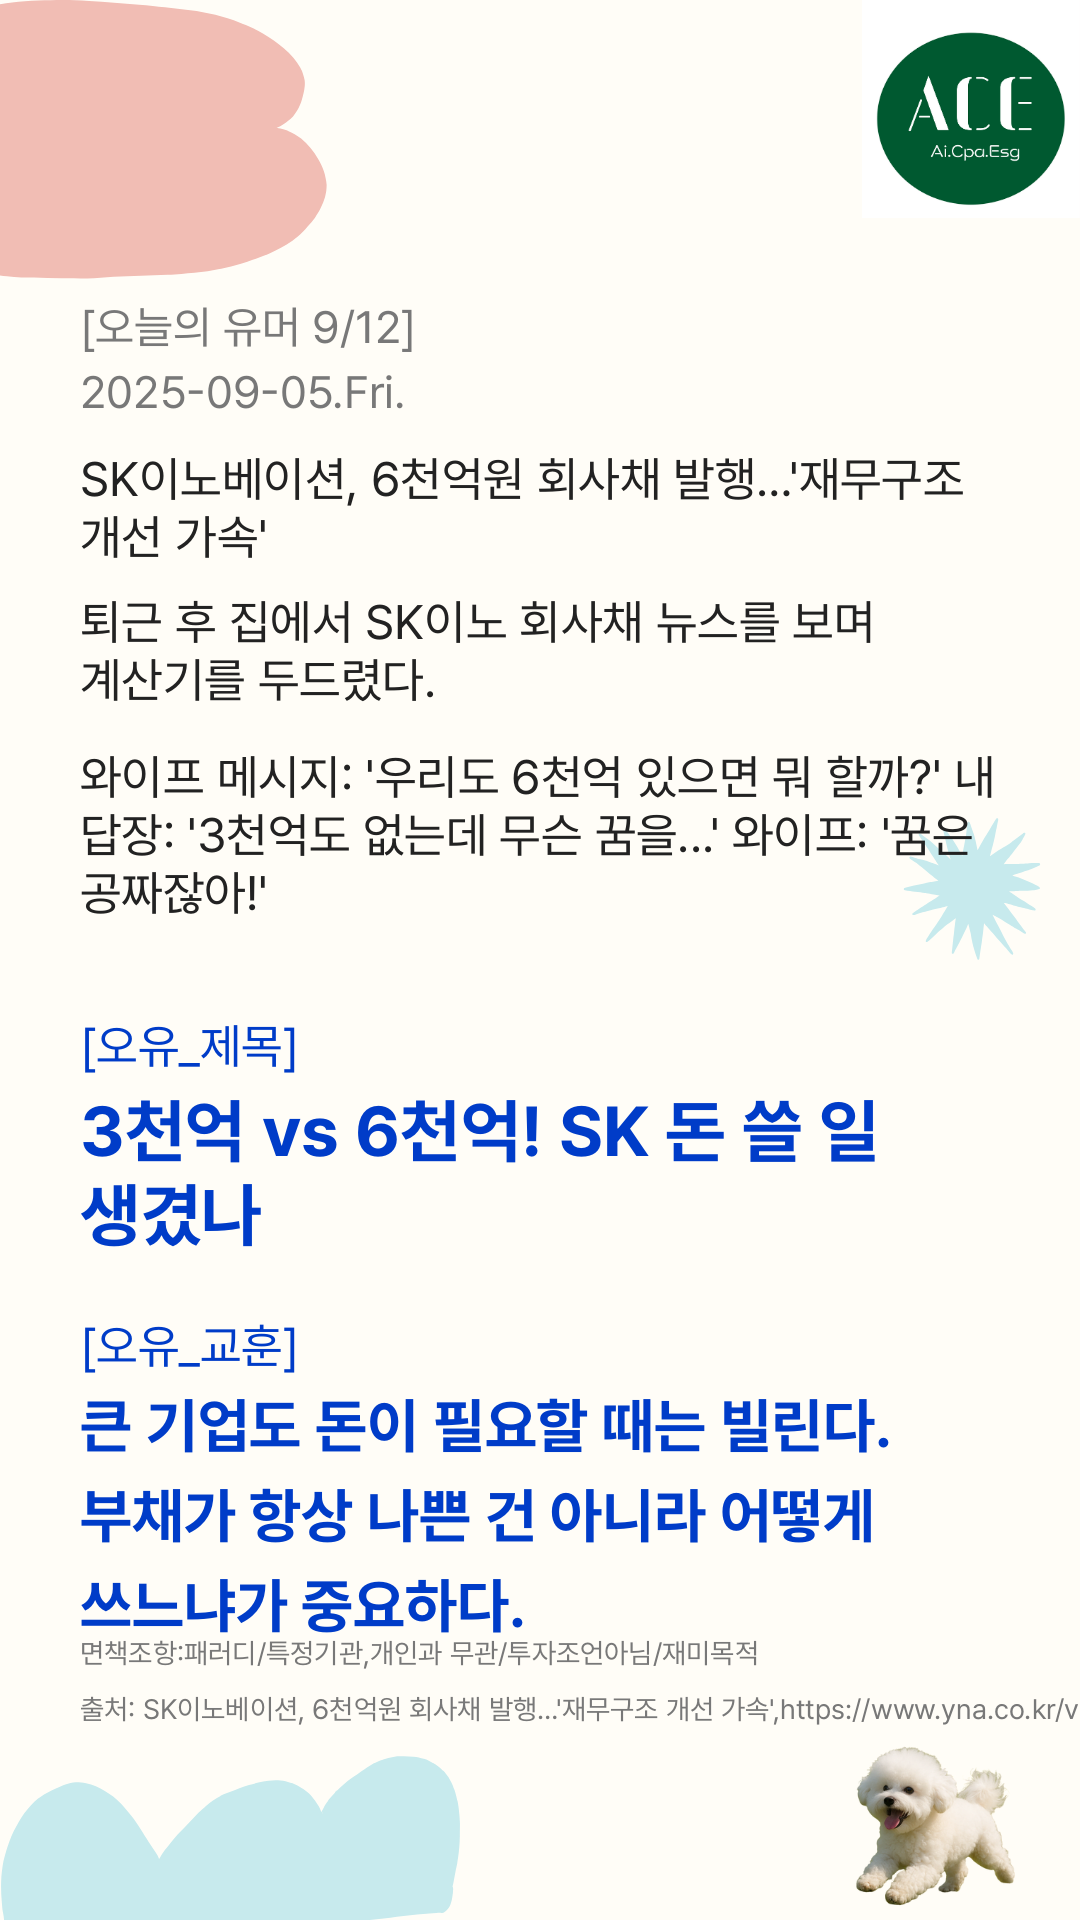 ACE
Ai.Cpa.Esg
[오늘의 유머 9/12]
2025-09-05.Fri.
SK이노베이션, 6천억원 회사채 발행...'재무구조
개선 가속'
퇴근 후 집에서 SK이노 회사채 뉴스를 보며
계산기를 두드렸다.
와이프 메시지: '우리도 6천억 있으면 뭐 할까?' 내
답장: '3천억도 없는데 무슨 꿈을...' 와이프: '꿈은
공짜잖아!'
[오유_제목]
3천억 vs 6천억! SK 돈 쓸 일
생겼나
[오유_교훈]
큰 기업도 돈이 필요할 때는 빌린다.
부채가 항상 나쁜 건 아니라 어떻게
쓰느냐가 중요하다.
면책조항:패러디/특정기관,개인과 무관/투자조언아님/재미목적
출처: SK이노베이션, 6천억원 회사채 발행...'재무구조 개선 가속',https://www.yna.co.kr/v